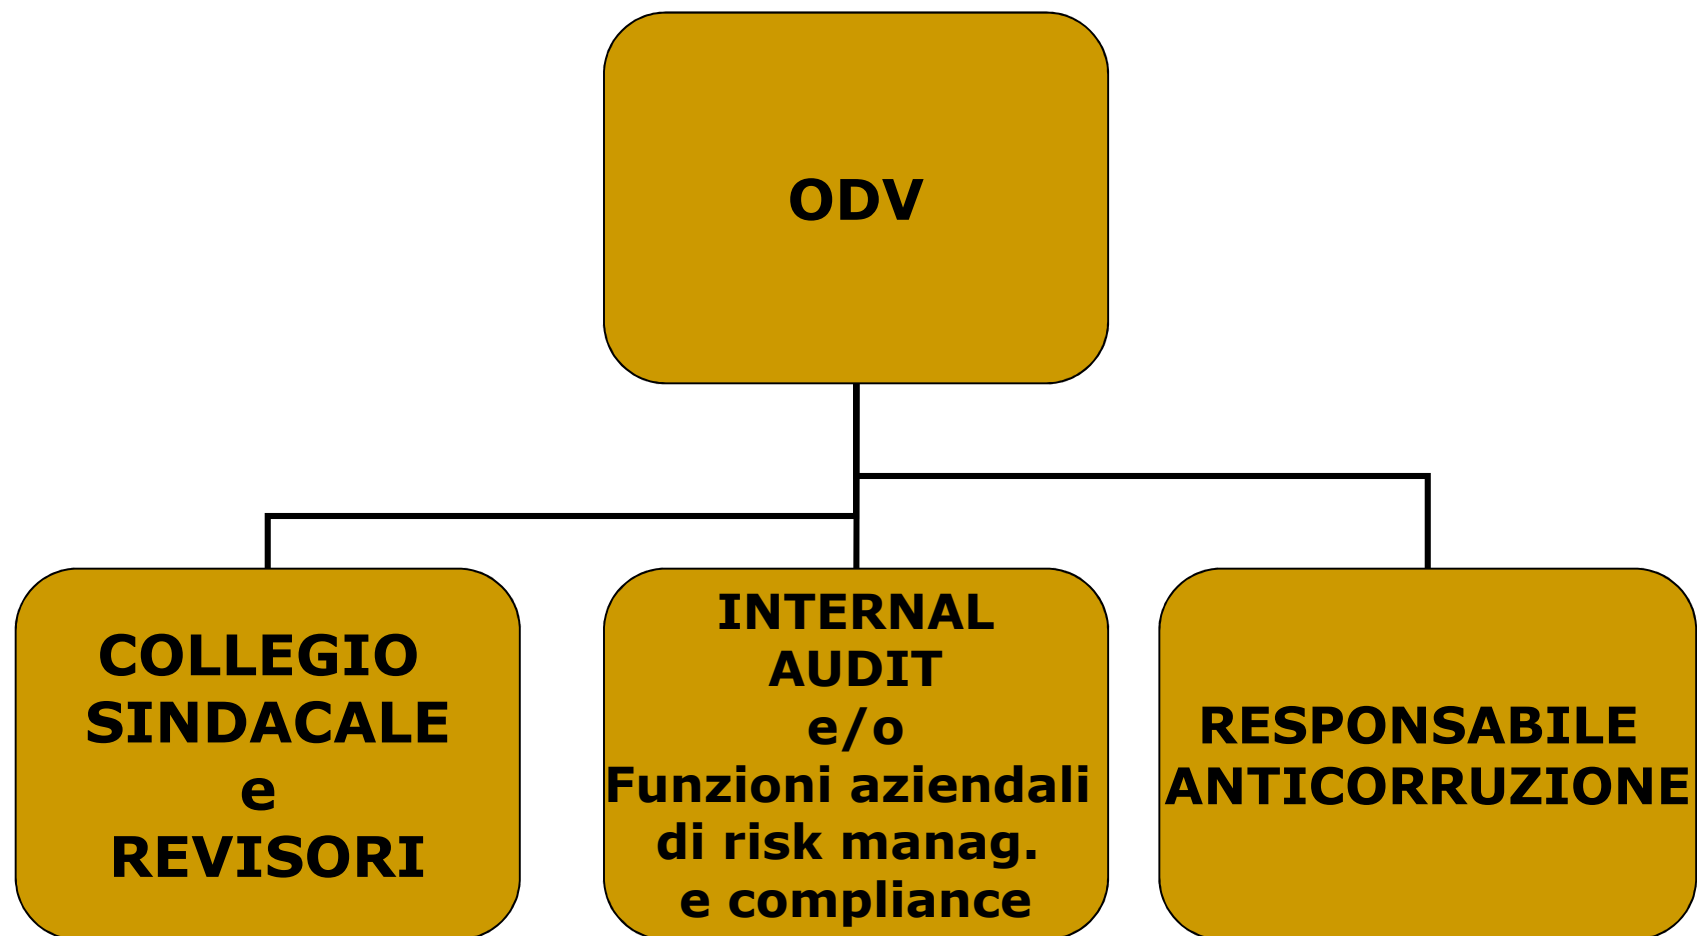 ODV
COLLEGIO
SINDACALE
e
REVISORI
INTERNAL
AUDIT
e/o
Funzioni aziendali
di risk manag.
e compliance
RESPONSABILE
ANTICORRUZIONE